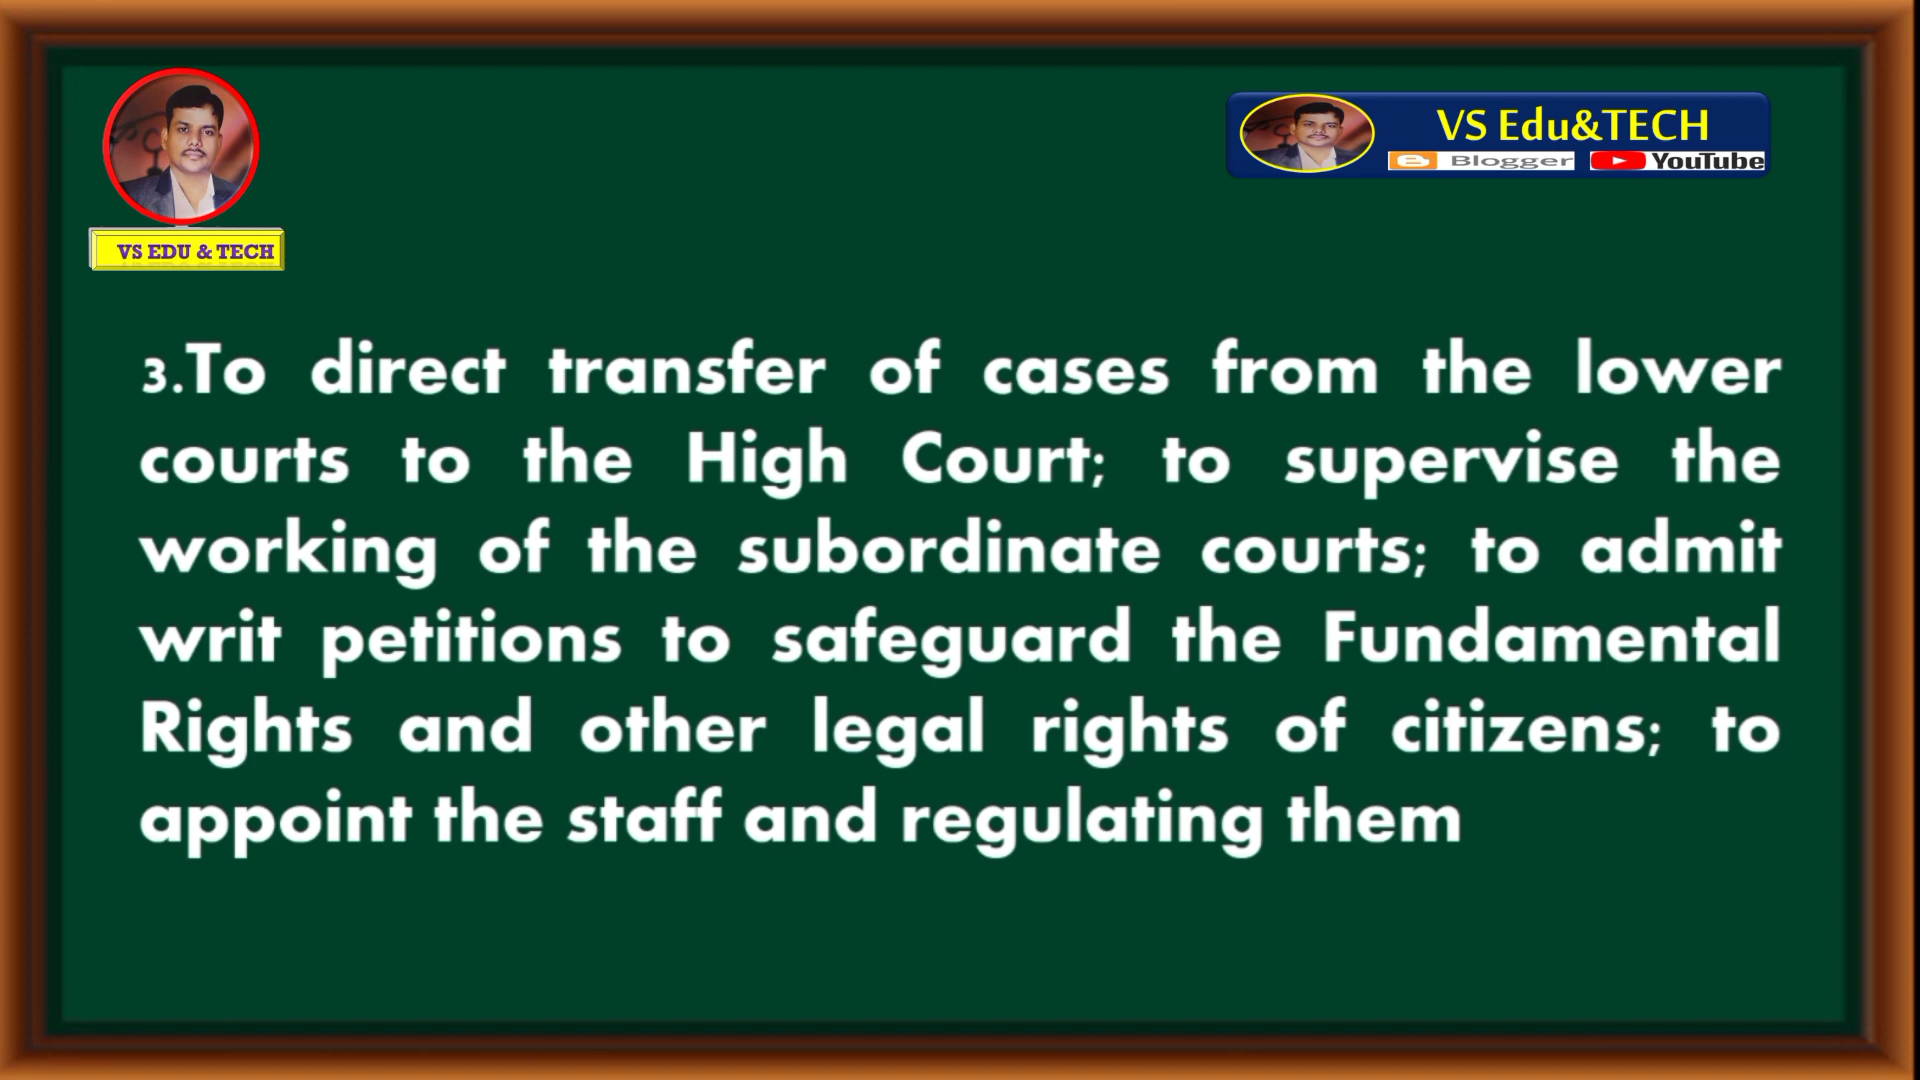 VS EDU & TECH
VS Edu&TECH
Blogger YouTube
3.To direct transfer of cases from the lower
courts to the High Court; to supervise the
working of the subordinate courts; to admit
writ petitions to safeguard the Fundamental
Rights and other legal rights of citizens; to
appoint the staff and regulating them